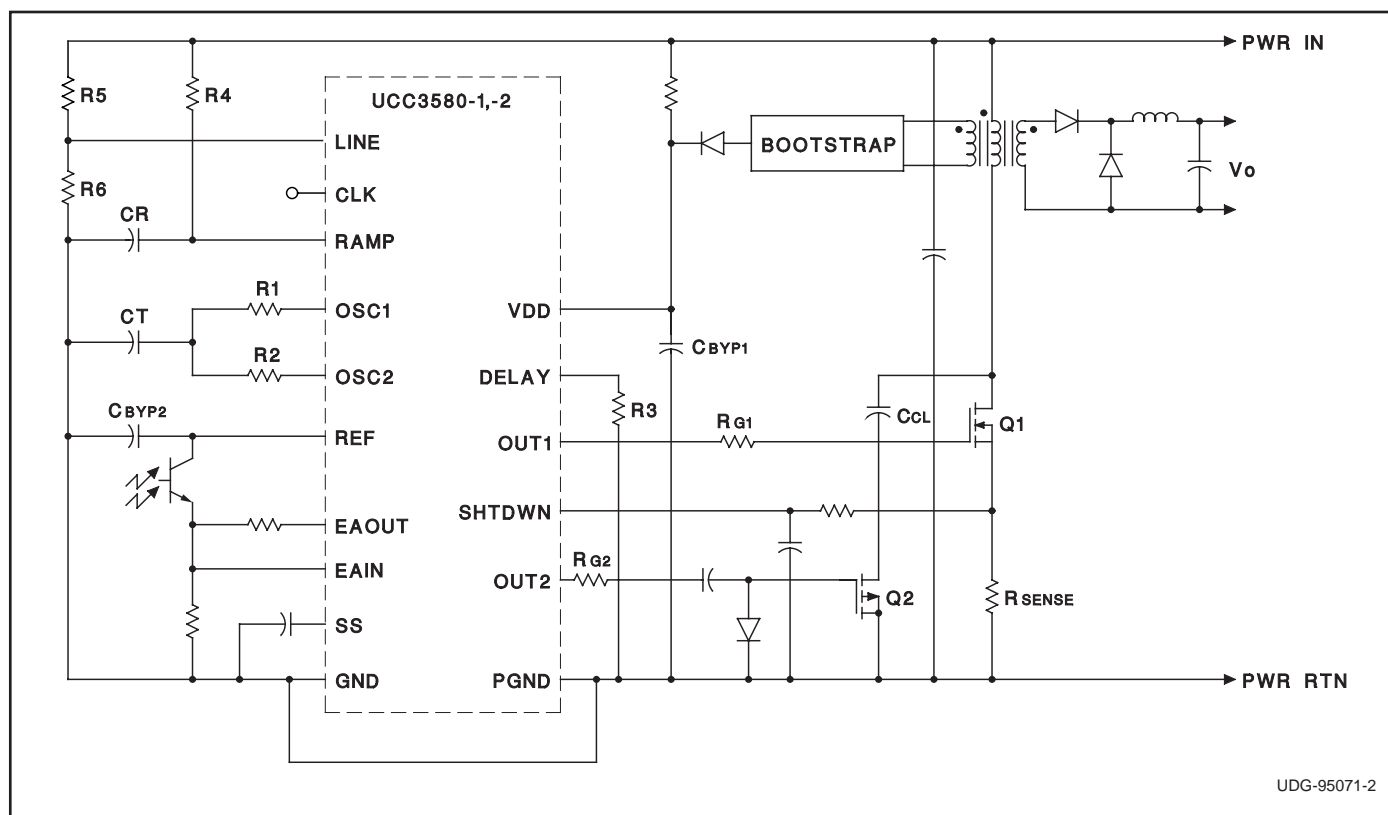 PWR IN
R5
R4
UCC3580-1,-2
LINE
BOOTSTRAP
Vo
R6
CLK
CR
RAMP
R1
OSC1
VDD
CT
CBYP1
R2
OSC2
DELAY
CBYP2
R3
CCL
RG1
Q1
REF
OUT1
EAOUT
SHTDWN
RG2
EAIN
OUT2
Q2
RSENSE
SS
GND
PGND
PWR RTN
UDG-95071-2